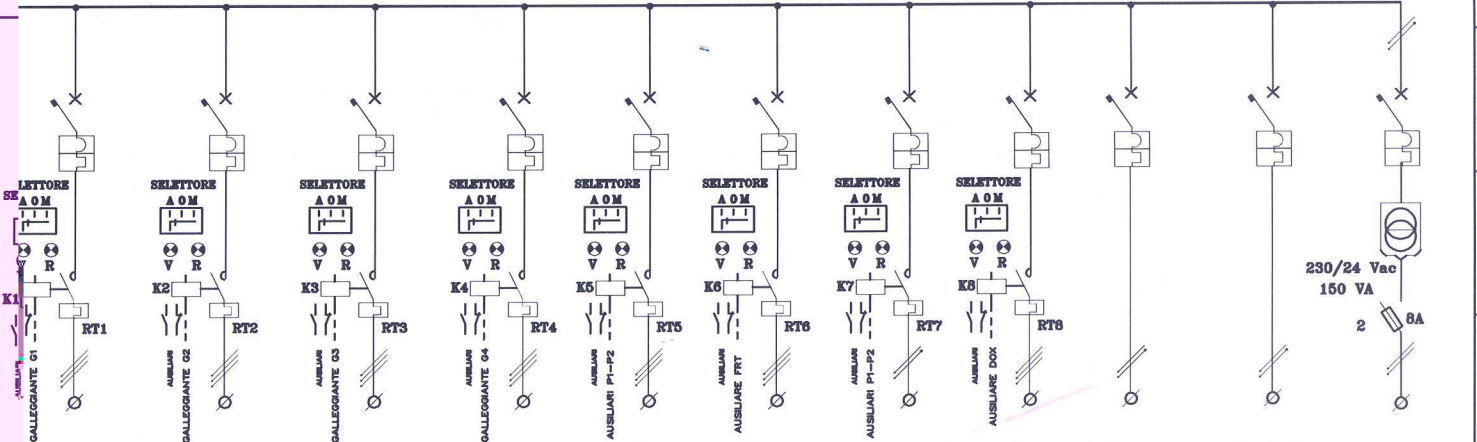 SELETTORE
A O M
K1
RT1
AUSILIARI
GALLEGGIANTE G1
SELETTORE
A O M
V R
K2
RT2
AUSILIARI
GALLEGGIANTE G2
SELETTORE
A O M
V R
K3
RT3
AUSILIARI
GALLEGGIANTE G3
SELETTORE
A O M
V R
K4
RT4
AUSILIARI
GALLEGGIANTE G4
SELETTORE
A O M
V R
K5
RT5
AUSILIARI
AUSILIARI P1-P2
SELETTORE
A O M
V R
K6
RT6
AUSILIARI
AUSILIARE FRT
SELETTORE
A O M
V R
K7
RT7
AUSILIARI
AUSILIARI P1-P2
SELETTORE
A O M
V R
K8
RT8
AUSILIARI
AUSILIARE DOX
230/24 Vac
150 VA
2
8A